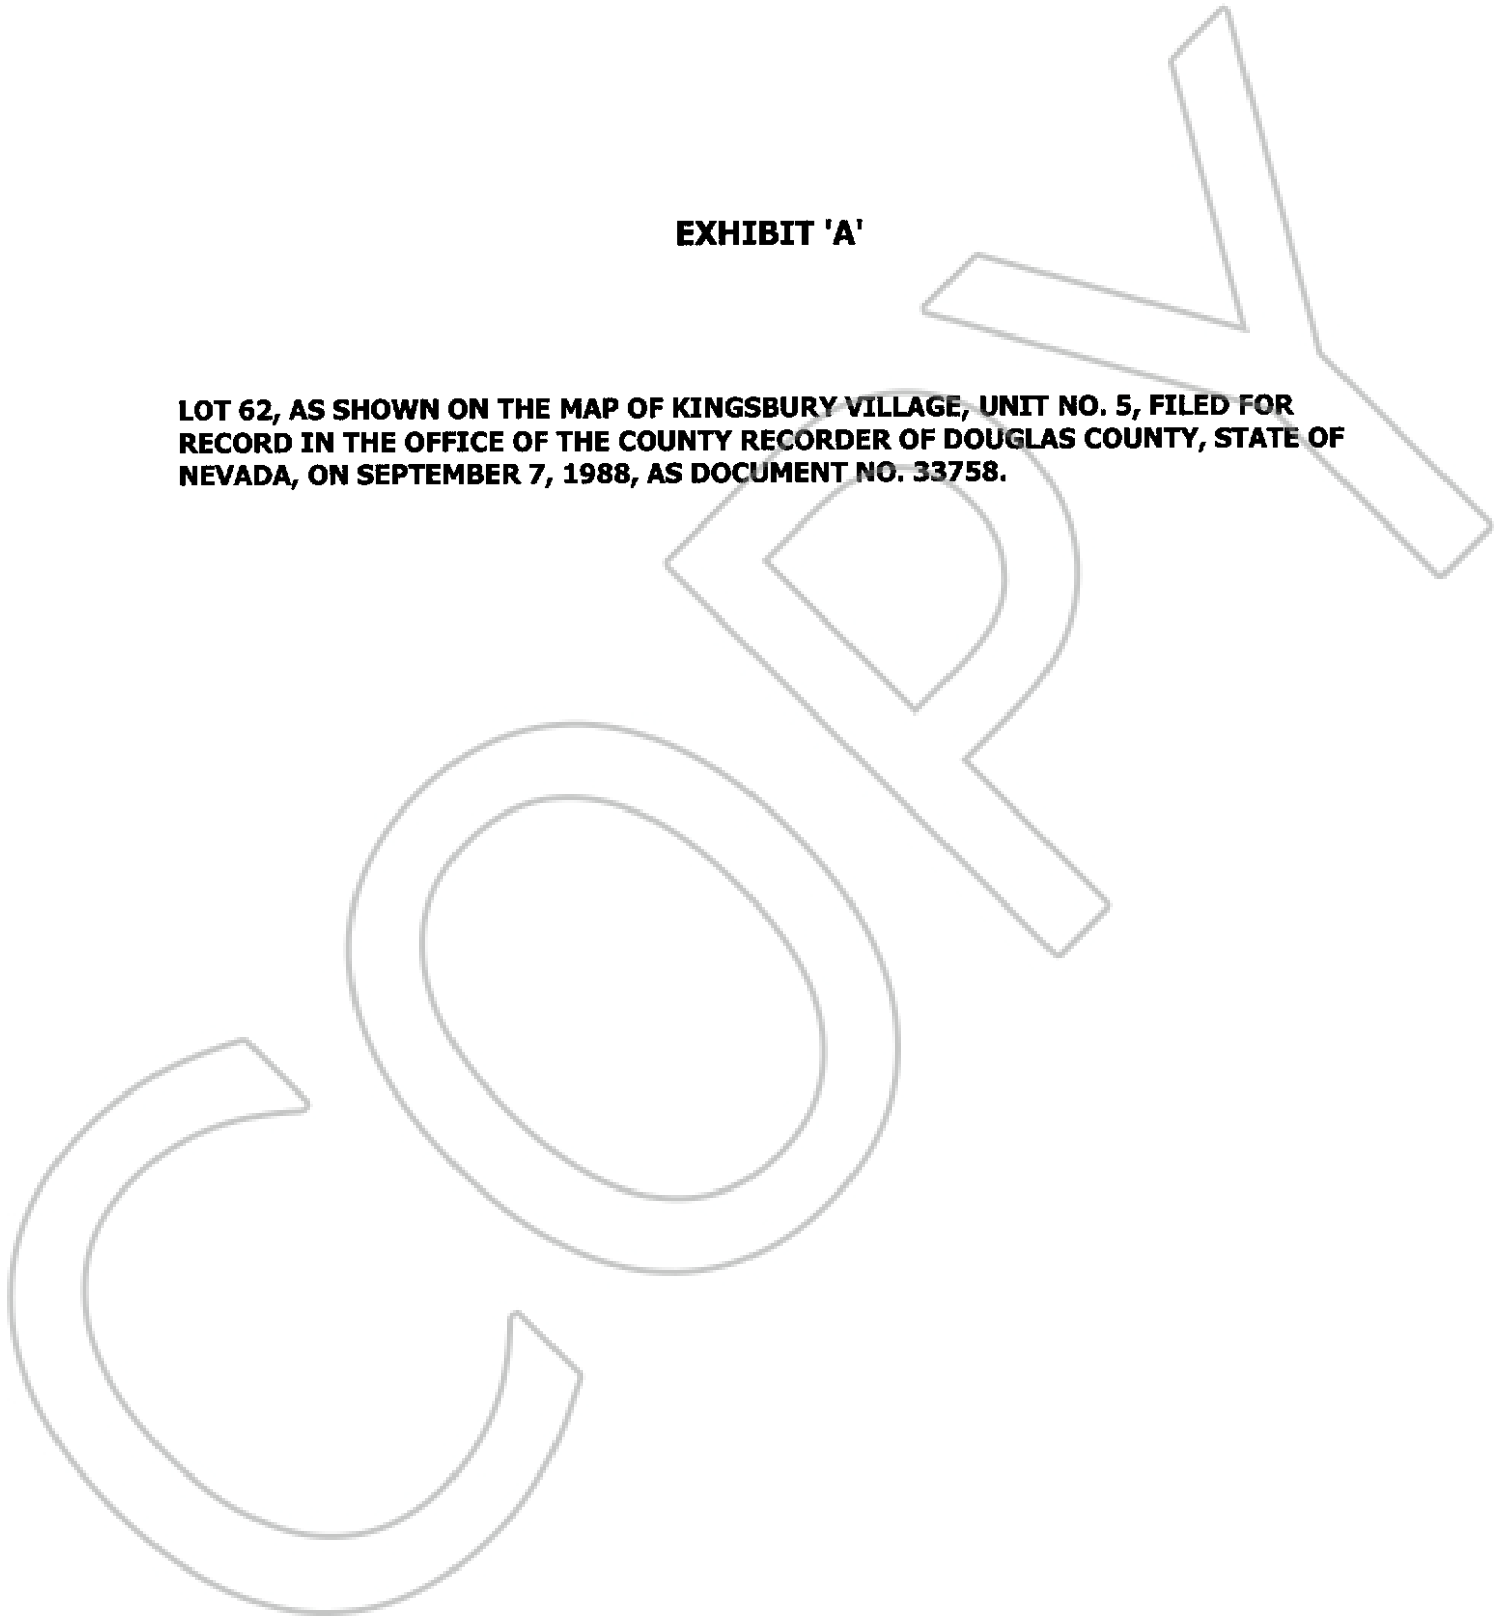 EXHIBIT 'A'
LOT 62, AS SHOWN ON THE MAP OF KINGSBURY VILLAGE, UNIT NO. 5, FILED FOR
RECORD IN THE OFFICE OF THE COUNTY RECORDER OF DOUGLAS COUNTY, STATE OF
NEVADA, ON SEPTEMBER 7, 1988, AS DOCUMENT NO. 33758.
COPY